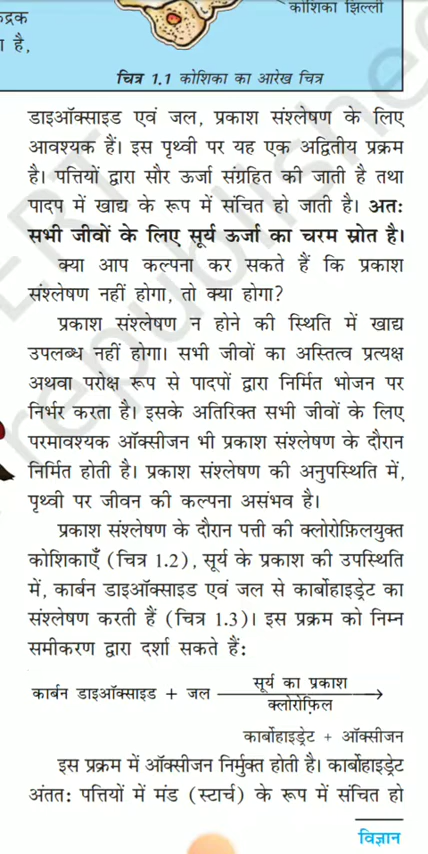 कोशिका झिल्ली
है,
चित्र 1.1 कोशिका का आरेख चित्र
डाइऑक्साइड एवं जल, प्रकाश संश्लेषण के लिए
आवश्यक हैं। इस पृथ्वी पर यह एक अद्वितीय प्रक्रम
है। पत्तियों द्वारा सौर ऊर्जा संग्रहित की जाती है तथा
पादप में खाद्य के रूप में संचित हो जाती है। अतः
सभी जीवों के लिए सूर्य ऊर्जा का चरम स्रोत है।
क्या आप कल्पना कर सकते हैं कि प्रकाश
संश्लेषण नहीं होगा, तो क्या होगा?
प्रकाश संश्लेषण न होने की स्थिति में खाद्य
उपलब्ध नहीं होगा। सभी जीवों का अस्तित्व प्रत्यक्ष
अथवा परोक्ष रूप से पादपों द्वारा निर्मित भोजन पर
निर्भर करता है। इसके अतिरिक्त सभी जीवों के लिए
परमावश्यक ऑक्सीजन भी प्रकाश संश्लेषण के दौरान
निर्मित होती है। प्रकाश संश्लेषण की अनुपस्थिति में,
पृथ्वी पर जीवन की कल्पना असंभव है।
प्रकाश संश्लेषण के दौरान पत्ती की क्लोरोफ़िलयुक्त
कोशिकाएँ (चित्र 1.2), सूर्य के प्रकाश की उपस्थिति
में, कार्बन डाइऑक्साइड एवं जल से कार्बोहाइड्रेट का
संश्लेषण करती हैं (चित्र 1.3)। इस प्रक्रम को निम्न
समीकरण द्वारा दर्शा सकते हैं:
सूर्य का प्रकाश
कार्बन डाइऑक्साइड + जल
क्लोरोफ़िल
कार्बोहाइड्रेट + ऑक्सीजन
इस प्रक्रम में ऑक्सीजन निर्मुक्त होती है। कार्बोहाइड्रेट
अंततः पत्तियों में मंड (स्टार्च) के रूप में संचित हो
विज्ञान